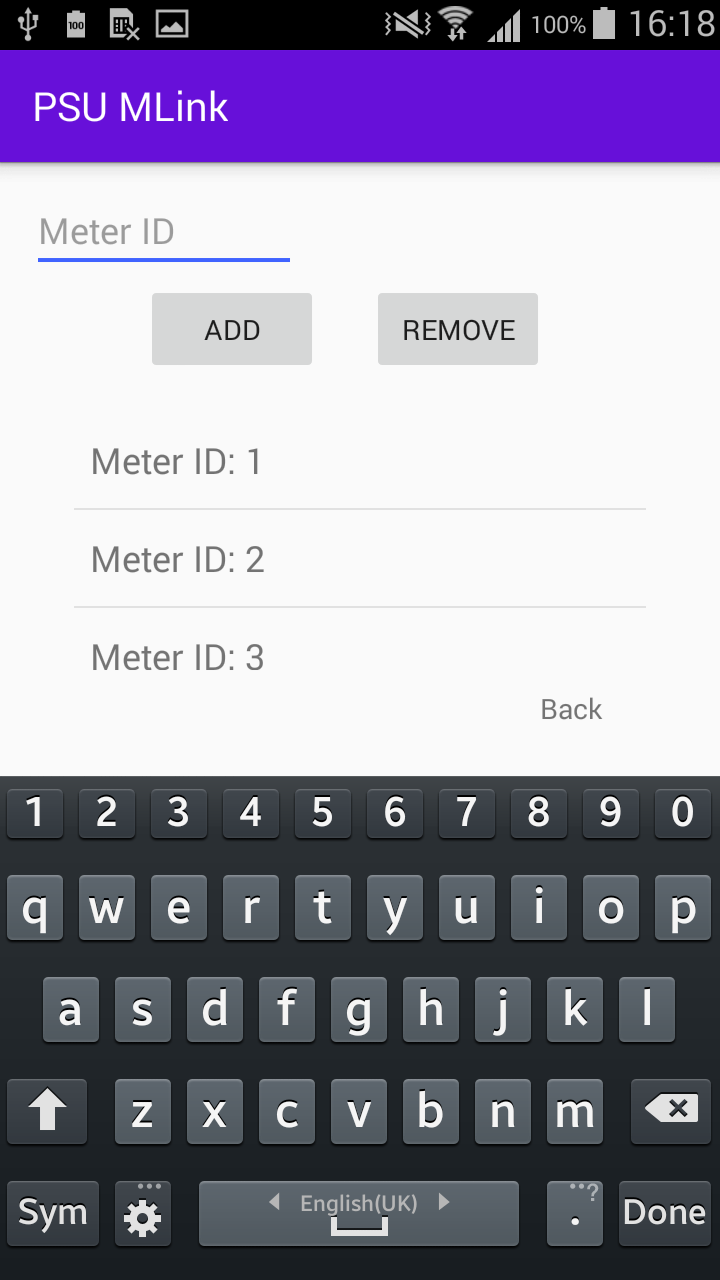 100 100% 16:18
PSU MLink
Meter ID
ADD REMOVE
Meter ID: 1
Meter ID: 2
Meter ID: 3
Back
1 2 3 4 5 6 7 8 9 0
q w e r t y u i o p
a s d f g h j k l
z x c v b n m
Sym English(UK) . ? Done